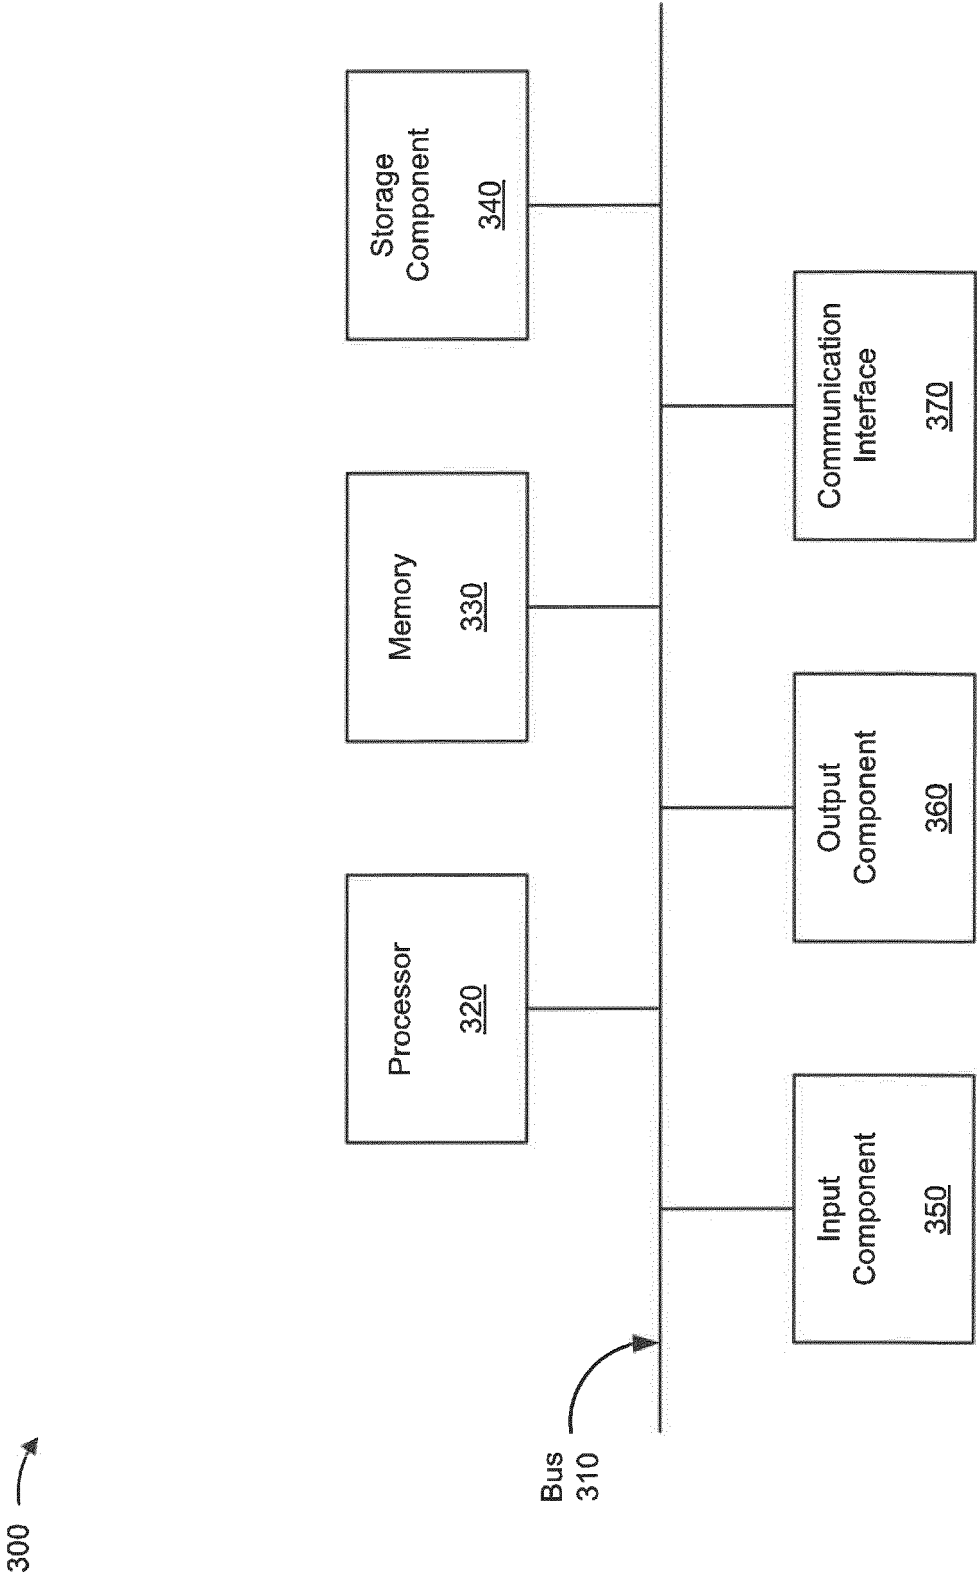 300
Bus
310
Processor
320
Memory
330
Storage
Component
340
Input
Component
350
Output
Component
360
Communication
Interface
370